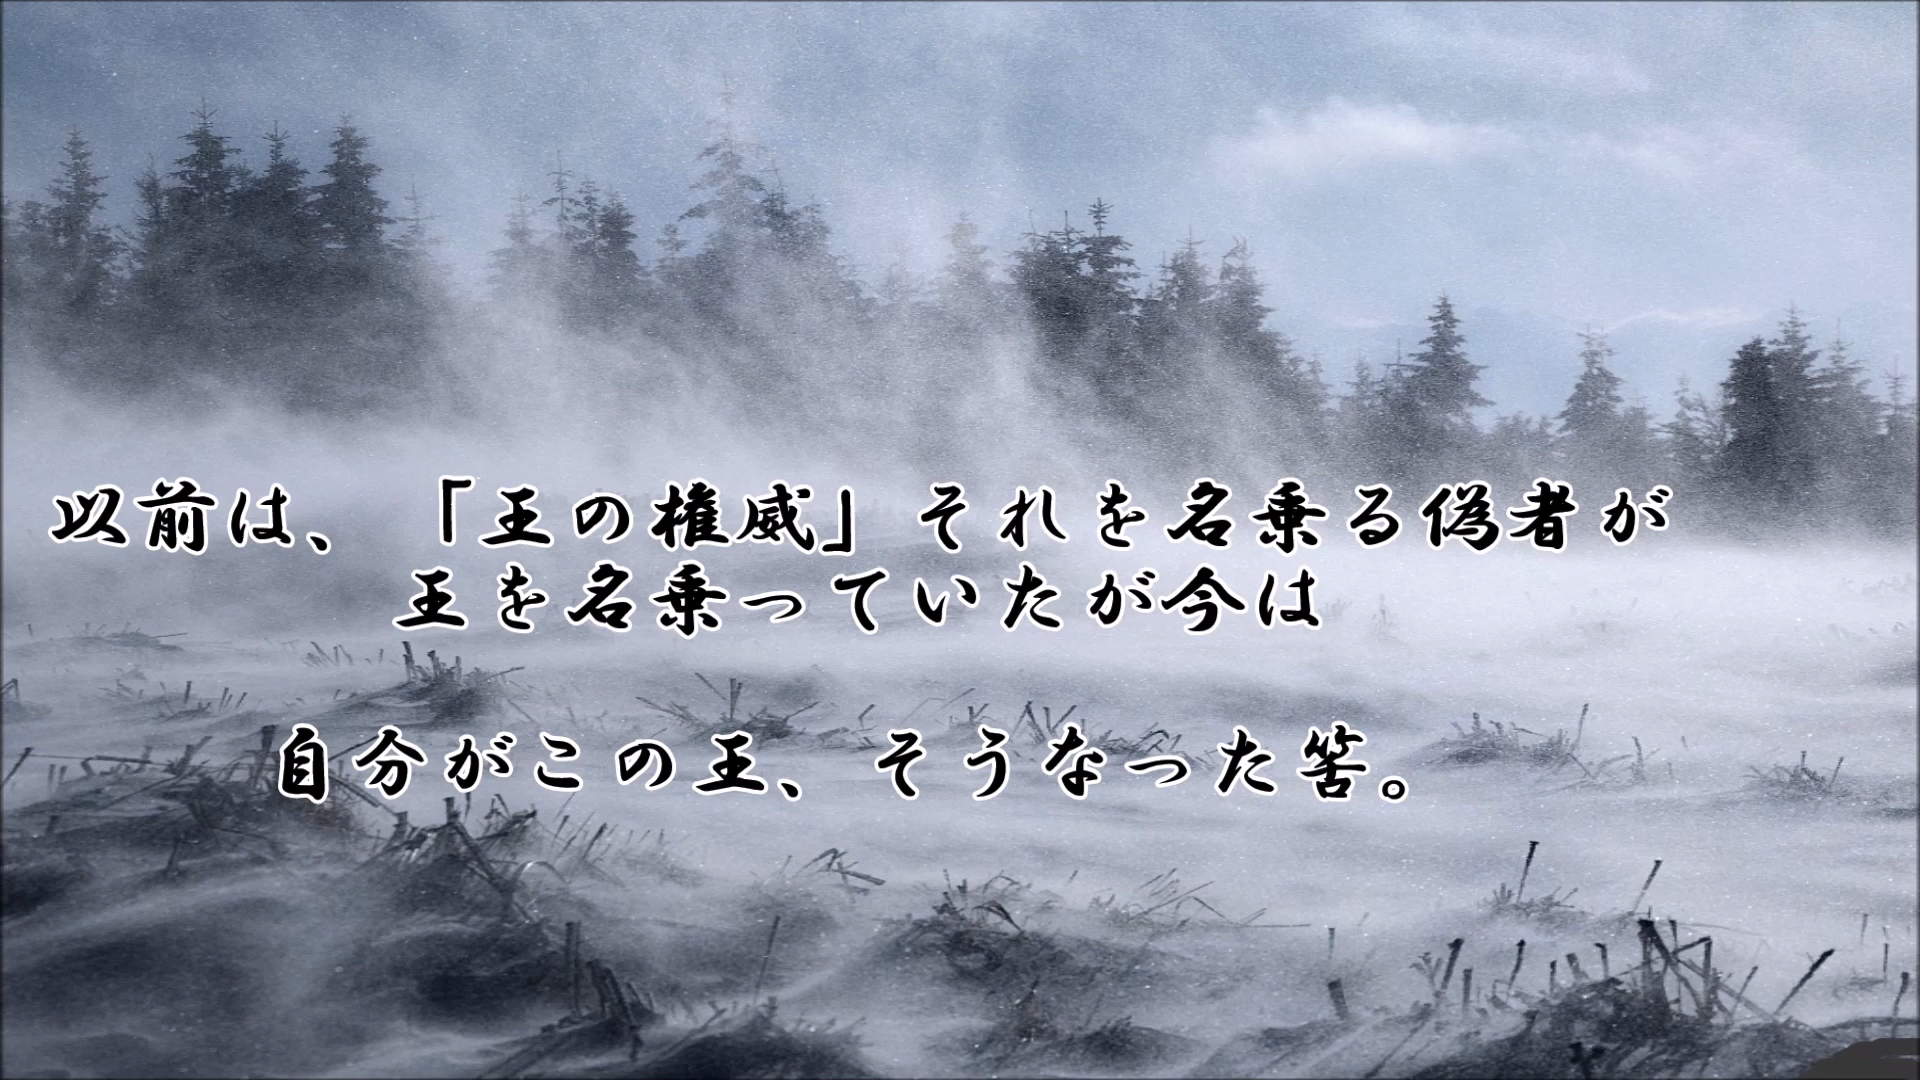 以前は、「王の権威」それを名乗る偽者が
王を名乗っていたが今は
自分がこの王、そうなった筈。